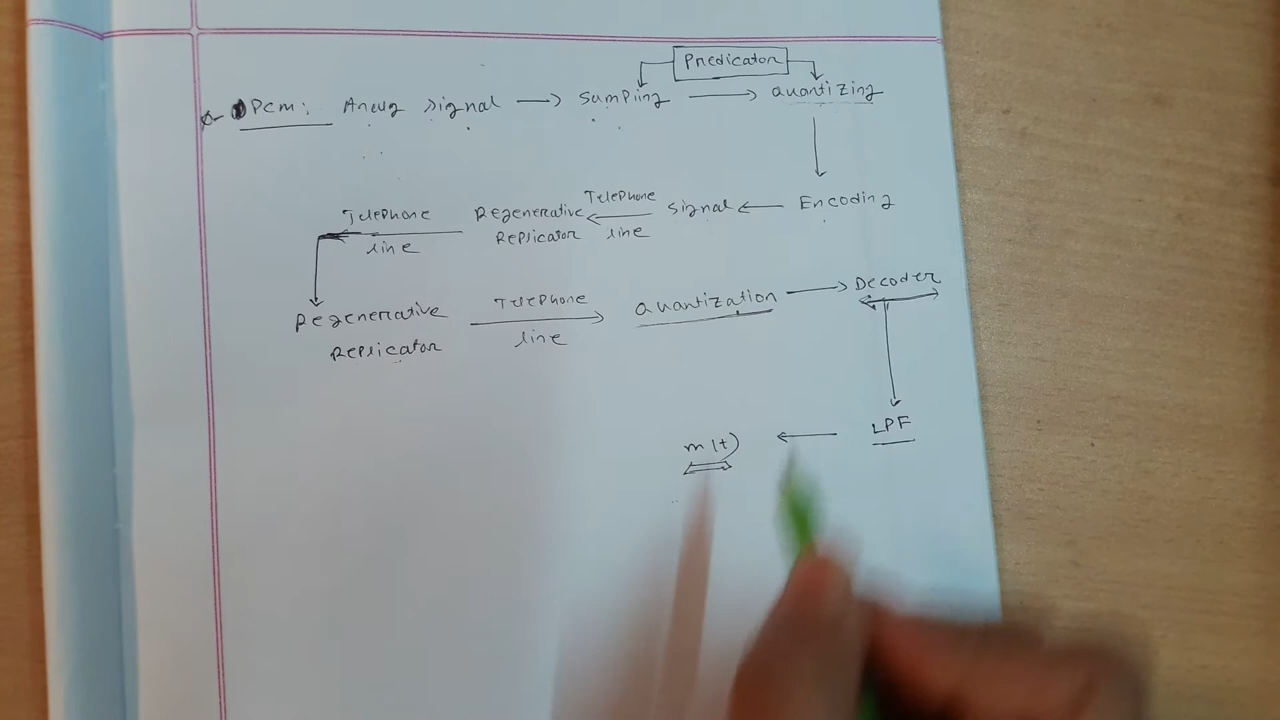 Predicator
PCM: Analog signal → Sampling → Quantizing
Telephone line Regenerative Replicator Telephone line signal ← Encoding
Regenerative Replicator Telephone line Quantization → Decoder
m(t) ← LPF